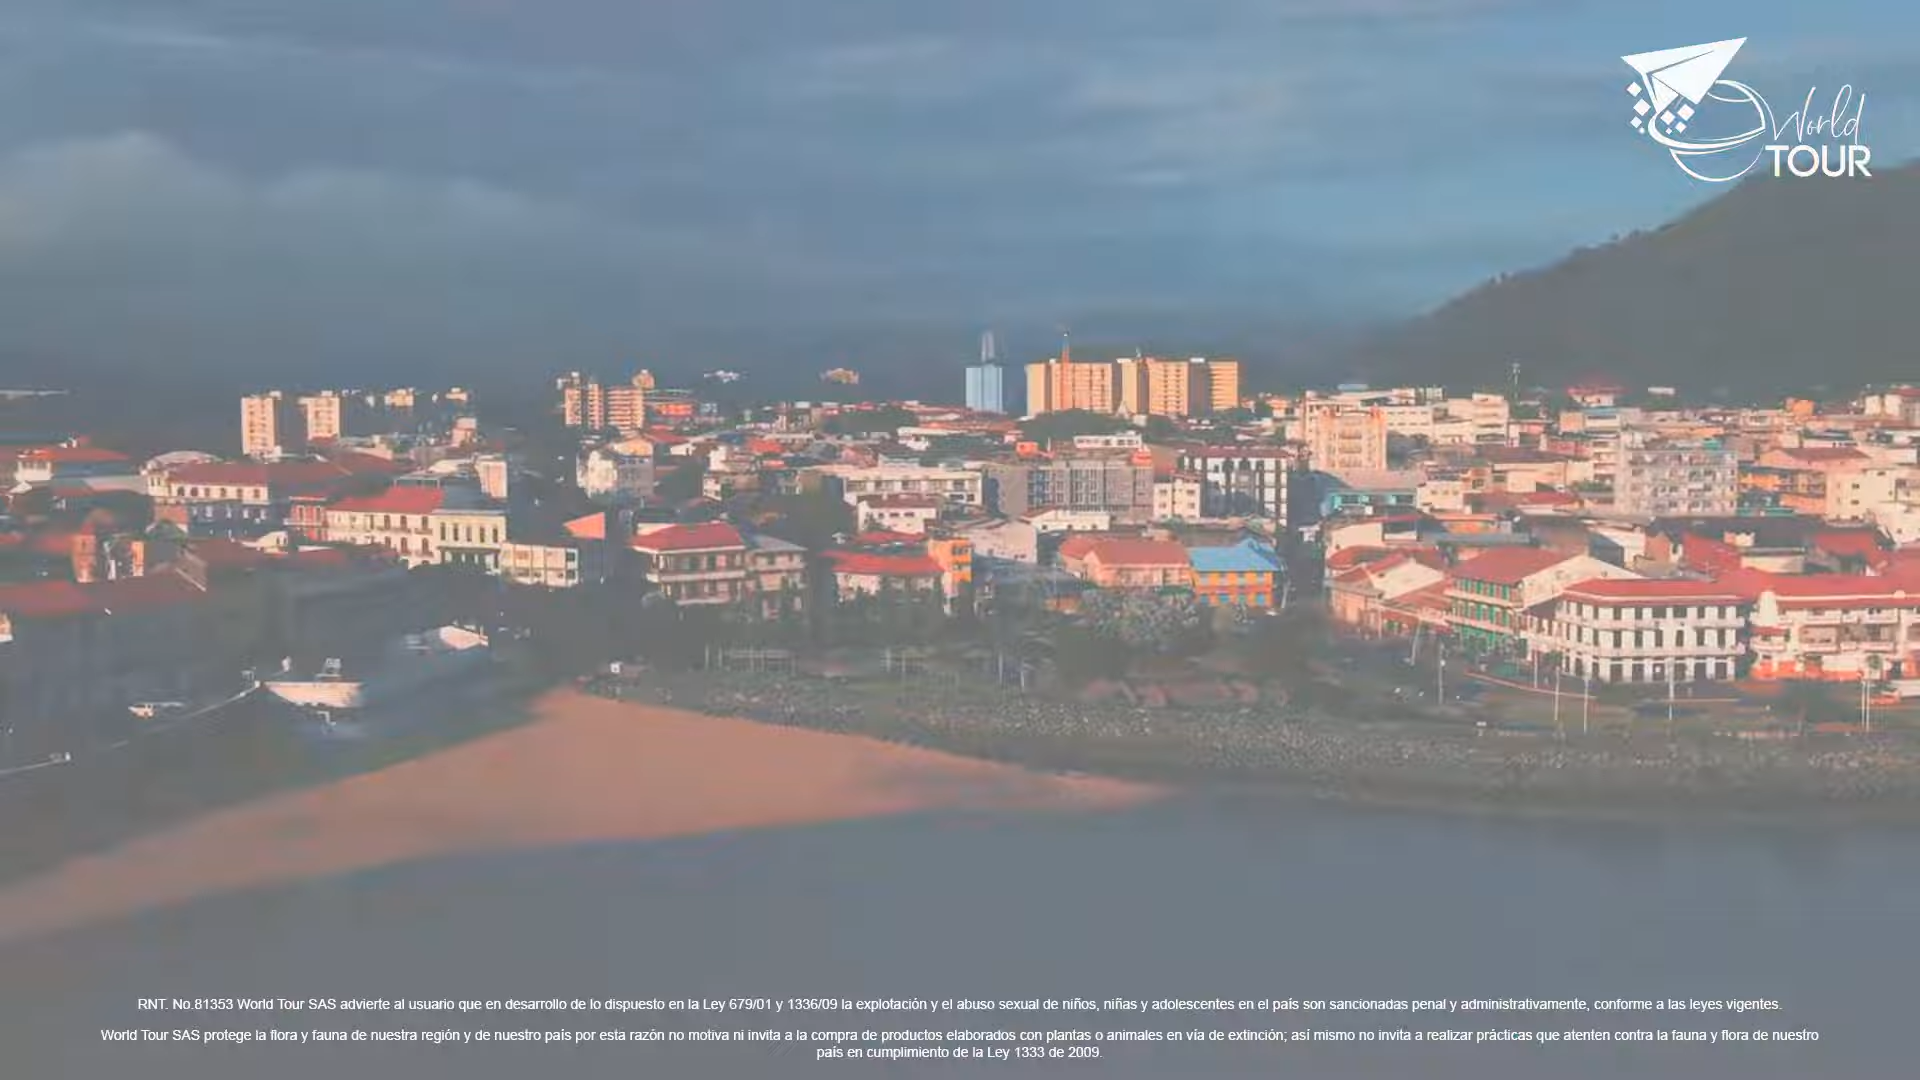 World
TOUR
RNT. No.81353 World Tour SAS advierte al usuario que en desarrollo de lo dispuesto en la Ley 679/01 y 1336/09 la explotación y el abuso sexual de niños, niñas y adolescentes en el país son sancionadas penal y administrativamente, conforme a las leyes vigentes.
World Tour SAS protege la flora y fauna de nuestra región y de nuestro país por esta razón no motiva ni invita a la compra de productos elaborados con plantas o animales en vía de extinción; así mismo no invita a realizar prácticas que atenten contra la fauna y flora de nuestro
país en cumplimiento de la Ley 1333 de 2009.